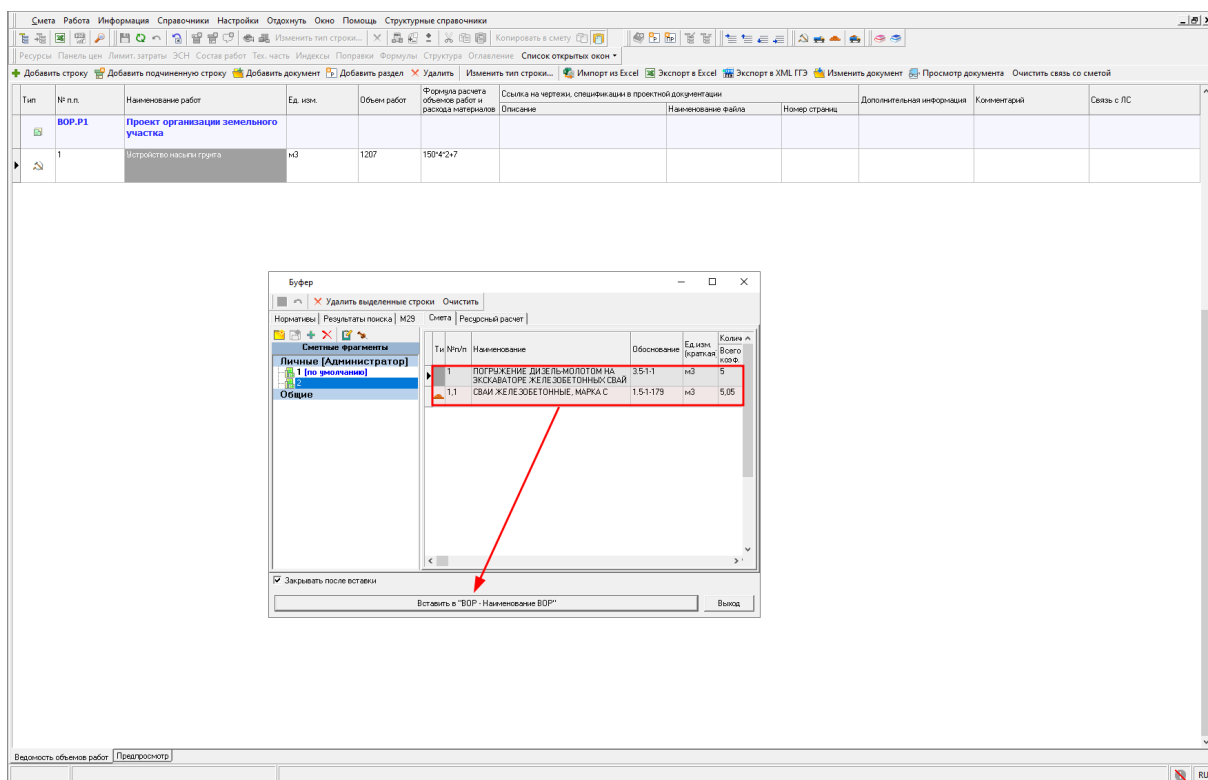 Смета Работа Информация Справочники Настройки Отдохнуть Окно Помощь Структурные справочники
Изменить тип строки... Копировать в смету
Ресурсы Панель цен Лимит.затраты ЭСН Состав работ Тех. часть Индексы Поправки Формулы Структура Оглавление Список открытых окон
Добавить строку Добавить подчиненную строку Добавить документ Добавить раздел Удалить Изменить тип строки... Импорт из Excel Экспорт в Excel Экспорт в XML ГГЭ Изменить документ Просмотр документа Очистить связь со сметой
Тип № п.п. Наименование работ Ед. изм. Объем работ Формула расчета объемов работ и расхода материалов Ссылка на чертежи, спецификации в проектной документации Дополнительная информация Комментарий Связь с ЛС
Описание Наименование файла Номер страниц
ВОР.Р1 Проект организации земельного
участка
1 Устройство насыпи грунта м3 1207 150*4*2+7
Буфер
Удалить выделенные строки Очистить
Нормативы Результаты поиска М29 Смета Ресурсный расчет
Сметные фрагменты
Личные [Администратор]
1 [по умолчанию]
2
Общие
Ти №п/п Наименование Обоснование Ед.изм. (краткая Колич
Всего
коэф.
1 ПОГРУЖЕНИЕ ДИЗЕЛЬ-МОЛОТОМ НА 3.5-1-1 м3 5
ЭКСКАВАТОРЕ ЖЕЛЕЗОБЕТОННЫХ СВАЙ
1,1 СВАИ ЖЕЛЕЗОБЕТОННЫЕ, МАРКА С 1.5-1-179 м3 5,05
Закрывать после вставки
Вставить в "ВОР - Наименование ВОР" Выход
Ведомость объемов работ Предпросмотр
RU